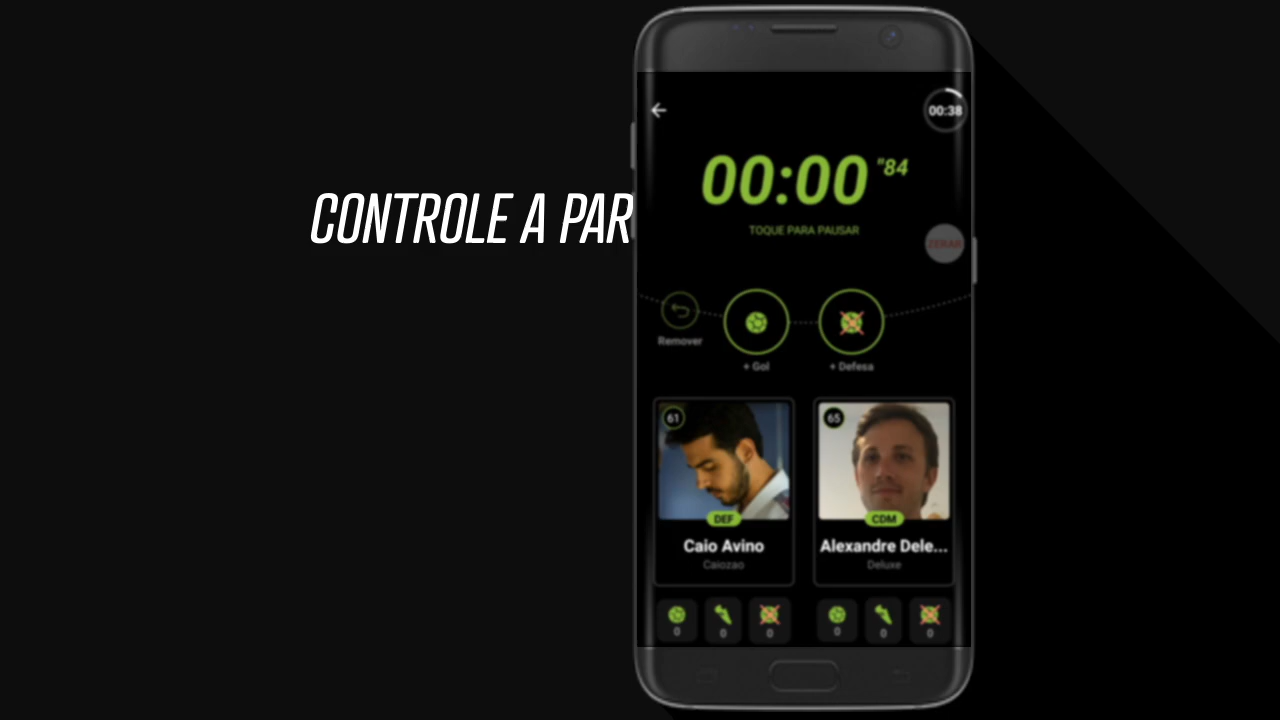 CONTROLE A PAR
00:38
00:00 "84
TOQUE PARA PAUSAR
ZERAR
Remover
+ Gol
+ Defesa
61
65
DEF
CDM
Caio Avino
Alexandre Dele...
Caiozao
Deluxe
0 0 0 0 0 0